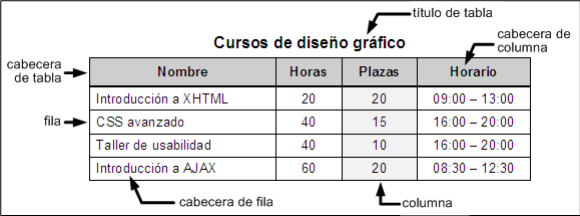 título de tabla
Cursos de diseño gráfico
cabecera de
columna
cabecera
de tabla
Nombre Horas Plazas Horario
Introducción a XHTML 20 20 09:00 – 13:00
fila
CSS avanzado 40 15 16:00 – 20:00
Taller de usabilidad 40 10 16:00 – 20:00
Introducción a AJAX 60 20 08:30 – 12:30
cabecera de fila
columna